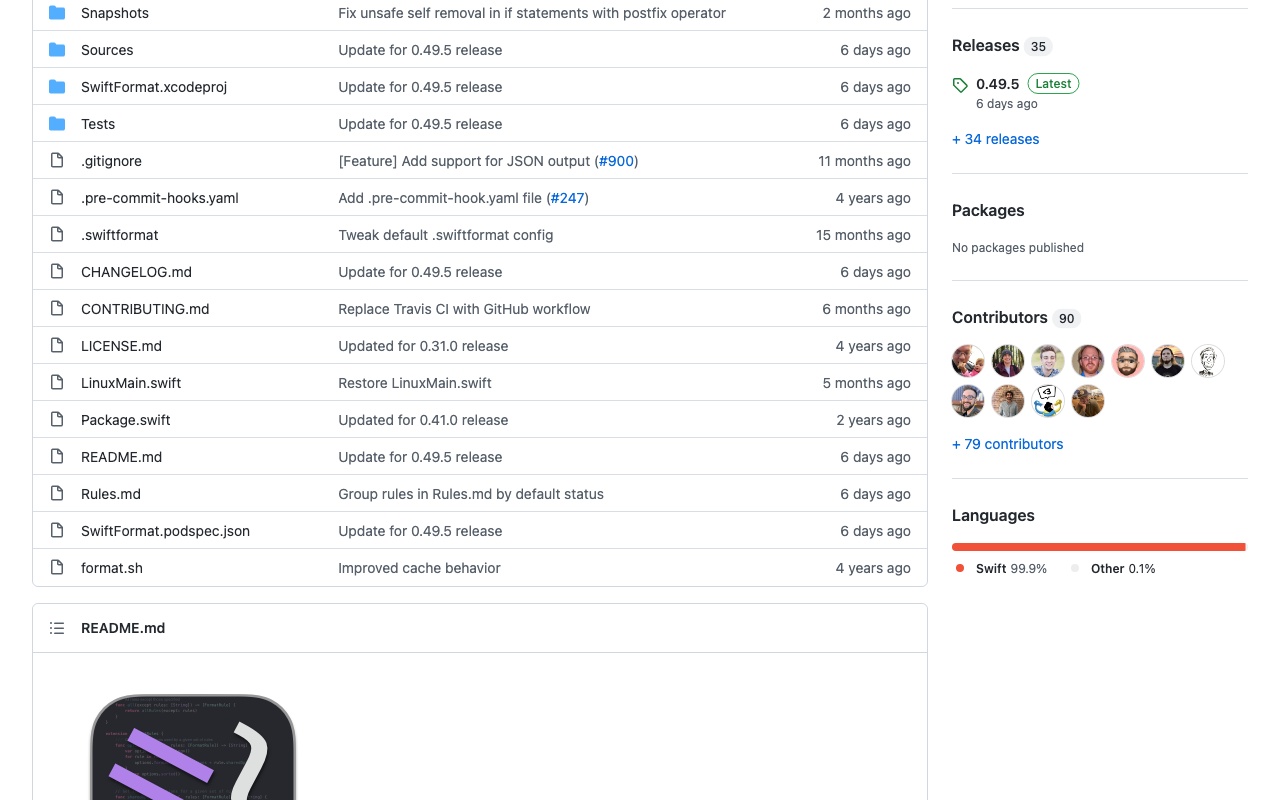 Snapshots Fix unsafe self removal in if statements with postfix operator 2 months ago
Sources Update for 0.49.5 release 6 days ago
SwiftFormat.xcodeproj Update for 0.49.5 release 6 days ago
Tests Update for 0.49.5 release 6 days ago
.gitignore [Feature] Add support for JSON output (#900) 11 months ago
.pre-commit-hooks.yaml Add .pre-commit-hook.yaml file (#247) 4 years ago
.swiftformat Tweak default .swiftformat config 15 months ago
CHANGELOG.md Update for 0.49.5 release 6 days ago
CONTRIBUTING.md Replace Travis CI with GitHub workflow 6 months ago
LICENSE.md Updated for 0.31.0 release 4 years ago
LinuxMain.swift Restore LinuxMain.swift 5 months ago
Package.swift Updated for 0.41.0 release 2 years ago
README.md Update for 0.49.5 release 6 days ago
Rules.md Group rules in Rules.md by default status 6 days ago
SwiftFormat.podspec.json Update for 0.49.5 release 6 days ago
format.sh Improved cache behavior 4 years ago
README.md
Releases 35
0.49.5 Latest
6 days ago
+ 34 releases
Packages
No packages published
Contributors 90
+ 79 contributors
Languages
Swift 99.9% Other 0.1%